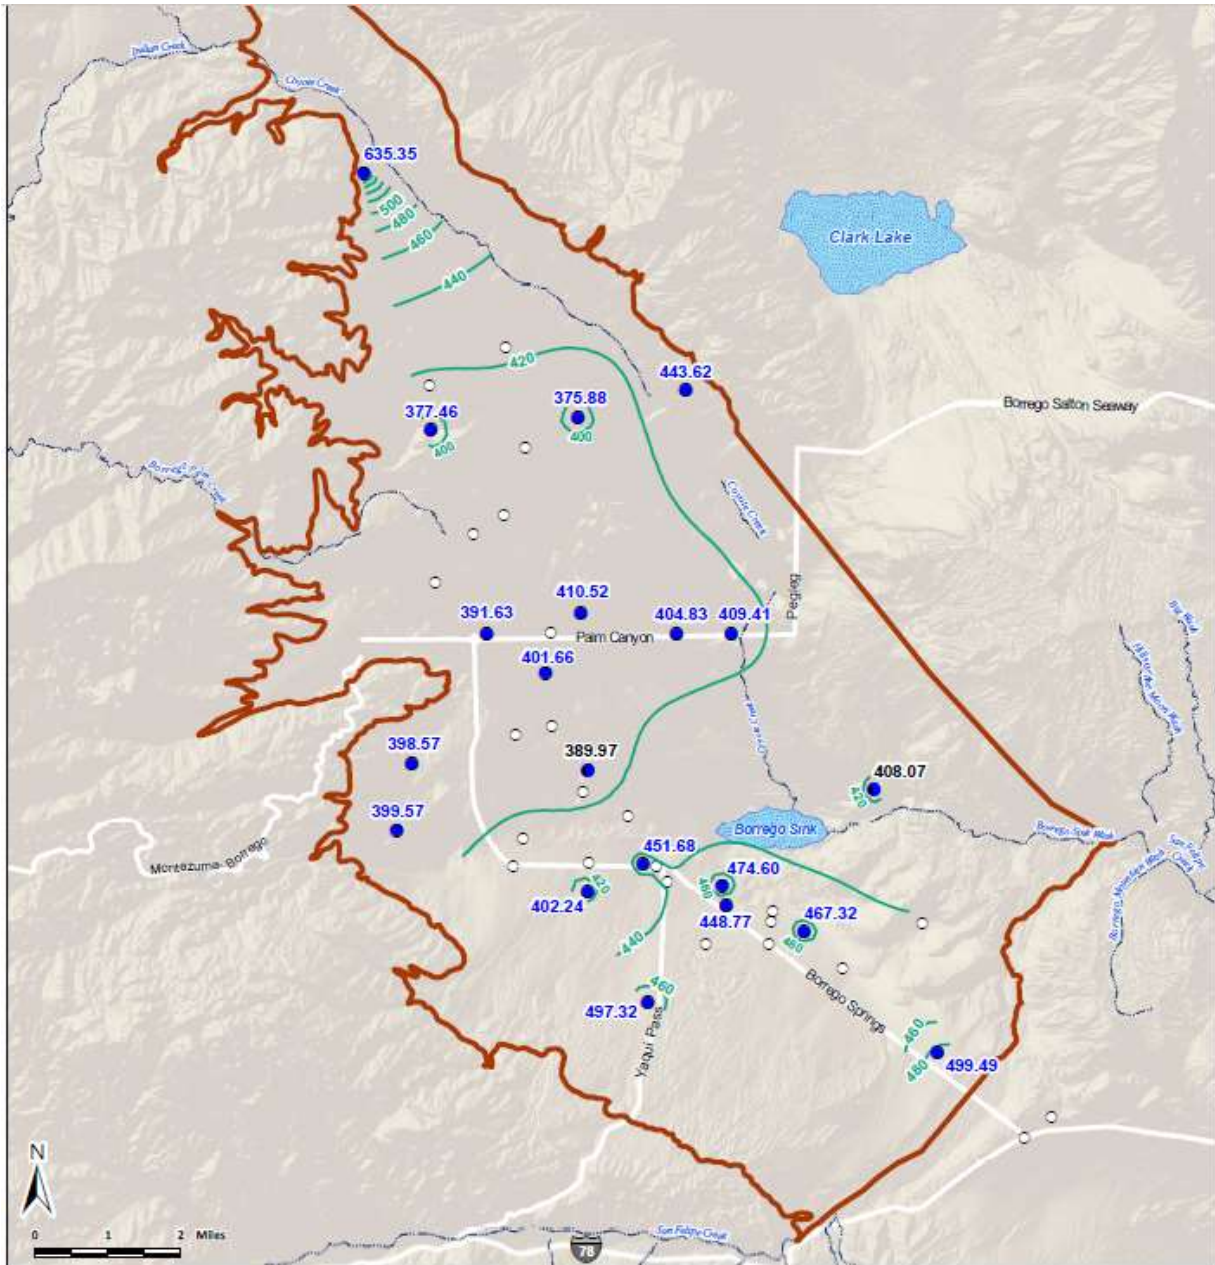 Indian Creek
Coyote Creek
635.35
500
480
460
440
Clark Lake
420
443.62
375.88
377.46
400
400
Borrego Salton Seaway
Coyote Creek
Pegleg
410.52
391.63
404.83
409.41
Palm Canyon
401.66
398.57
389.97
408.07
420
399.57
Borrego Sink
Borrego Sink Wash
San Felipe
Creek
Montezuma-Borrego
451.68
474.60
460
420
402.24
448.77
467.32
460
440
460
497.32
Yaqui Pass
Borrego Springs
460
480
499.49
N
0 1 2 Miles
San Felipe Creek
78